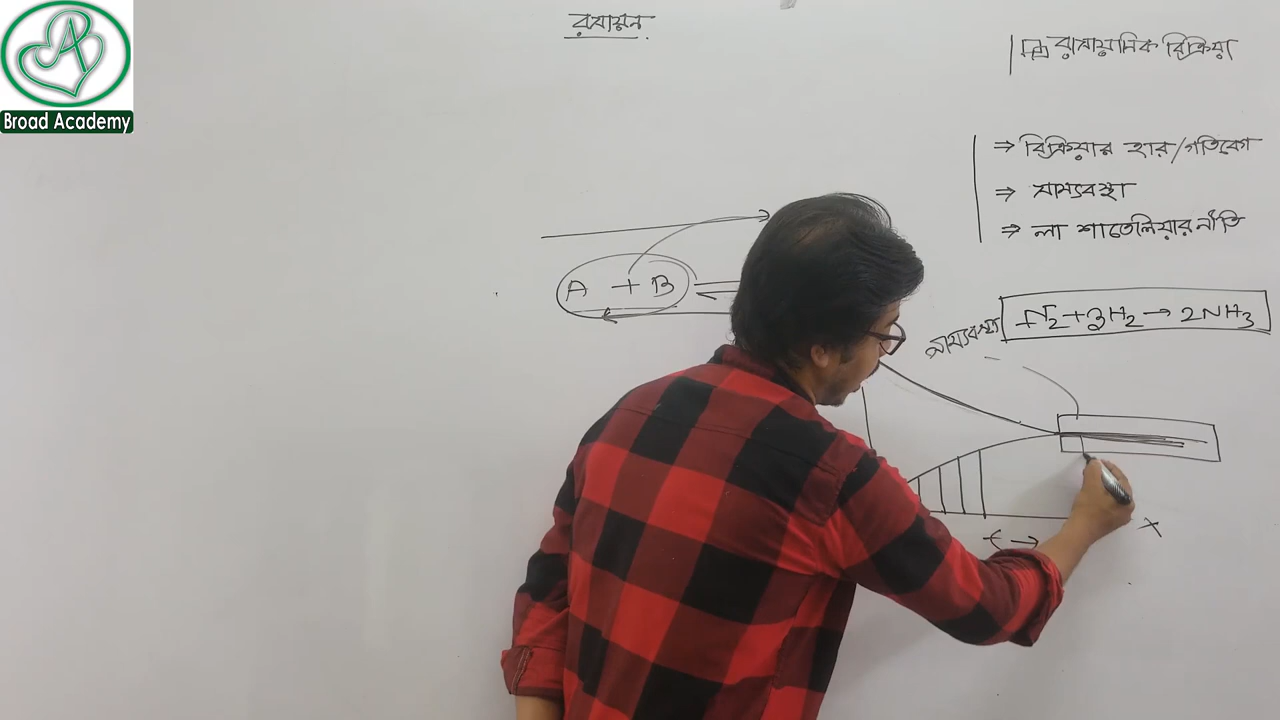 Broad Academy
রসায়ন
রাসায়নিক বিক্রিয়া
⇒ বিক্রিয়ার হার/গতিবেগ
⇒ সাম্যবস্থা
⇒ লা শাতেলিয়ার নীতি
A + B ⇌
N2+3H2→2NH3
সাম্যবস্থা
t →
X